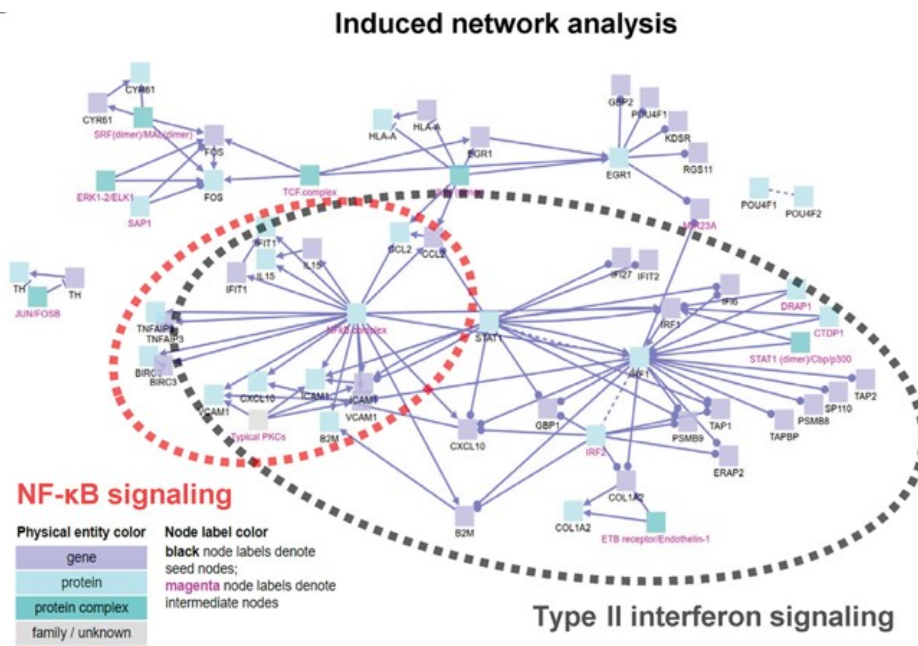 Induced network analysis
CYR61
CYR61
SRF(dimer)/MAL(dimer)
FOS
ERK1-2/ELK1
FOS
SAP1
TCF complex
HLA-A
HLA-A
EGR1
GBP2
POU4F1
KDSR
RGS11
EGR1
POU4F1
POU4F2
MIR23A
TH
TH
JUN/FOSB
IFIT1
IL15
IL15
IFIT1
CCL2
CCL2
IFI27
IFIT2
IFI6
DRAP1
CTDP1
TNFAIP3
TNFAIP3
NFkB complex
STAT1
IRF1
STAT1 (dimer)/Cbp/p300
BIRC3
BIRC3
IRF1
VCAM1
CXCL10
ICAM1
ICAM1
VCAM1
Typical PKCs
B2M
CXCL10
GBP1
IRF2
PSMB9
TAP1
TAPBP
PSMB8
SP110
TAP2
ERAP2
COL1A2
B2M
COL1A2
ETB receptor/Endothelin-1
NF-κB signaling
Physical entity color
gene
protein
protein complex
family / unknown
Node label color
black node labels denote
seed nodes;
magenta node labels denote
intermediate nodes
Type II interferon signaling